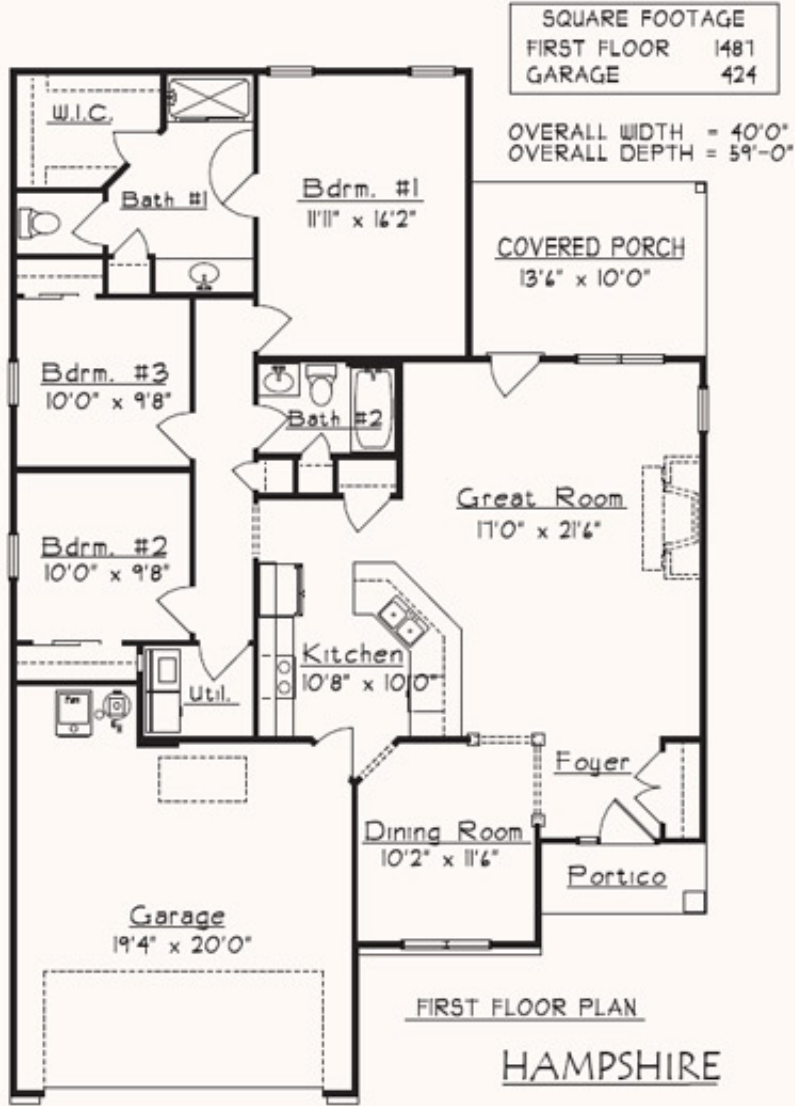 SQUARE FOOTAGE
FIRST FLOOR 1487
GARAGE 424
OVERALL WIDTH = 40'0"
OVERALL DEPTH = 59'-0"
W.I.C.
Bath #1
Bdrm. #1
11'11" x 16'2"
COVERED PORCH
13'6" x 10'0"
Bdrm. #3
10'0" x 9'8"
Bath #2
Great Room
17'0" x 21'6"
Bdrm. #2
10'0" x 9'8"
Kitchen
10'8" x 10'0"
Util.
Foyer
Dining Room
10'2" x 11'6"
Portico
Garage
19'4" x 20'0"
FIRST FLOOR PLAN
HAMPSHIRE